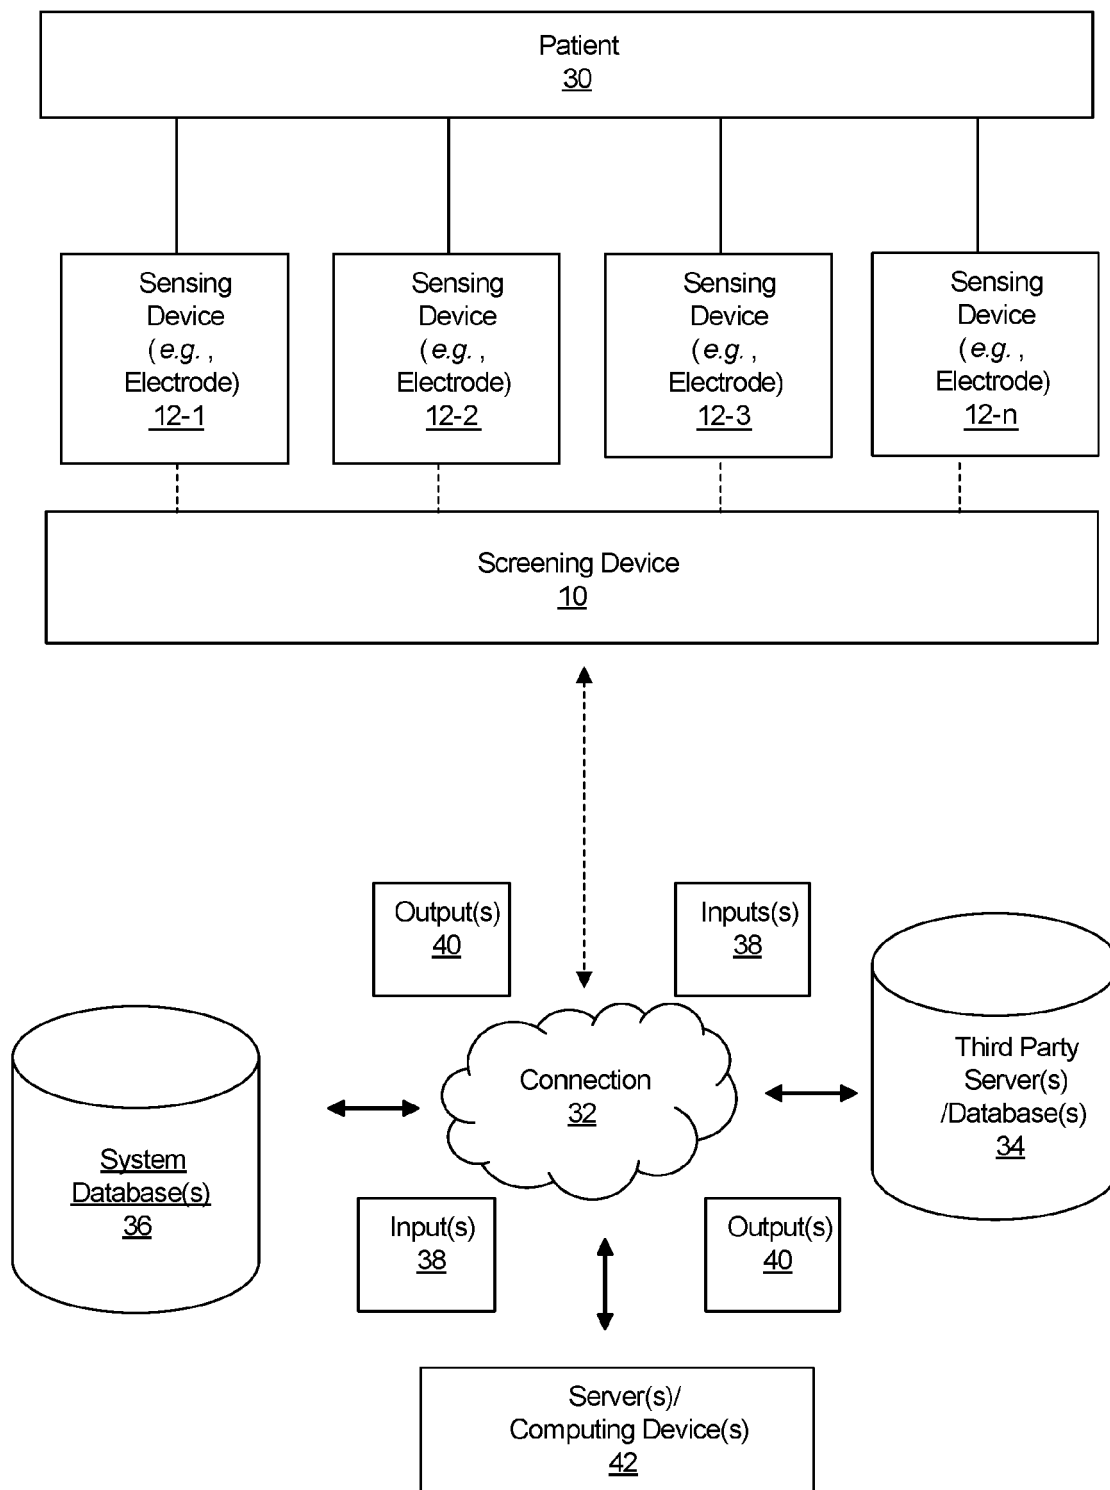 Patient
30
Sensing
Device
(e.g.,
Electrode)
12-1
Sensing
Device
(e.g.,
Electrode)
12-2
Sensing
Device
(e.g.,
Electrode)
12-3
Sensing
Device
(e.g.,
Electrode)
12-n
Screening Device
10
Output(s)
40
Inputs(s)
38
Connection
32
Third Party
Server(s)
/Database(s)
34
System
Database(s)
36
Input(s)
38
Output(s)
40
Server(s)/
Computing Device(s)
42